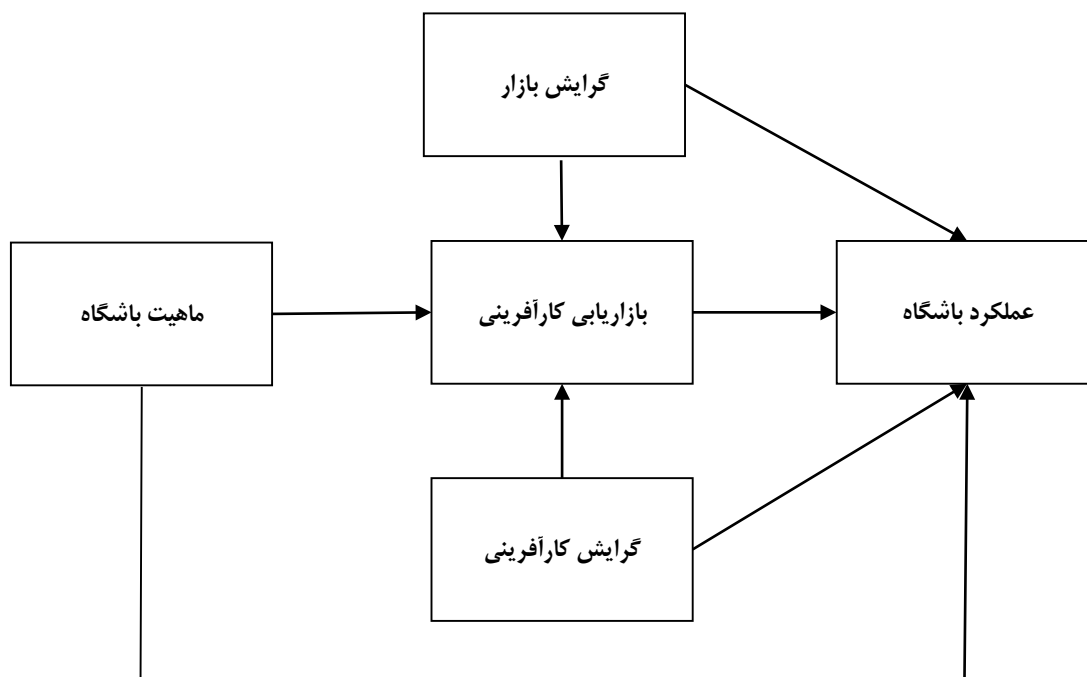 گرایش بازار
ماهیت باشگاه
بازاریابی کارآفرینی
عملکرد باشگاه
گرایش کارآفرینی